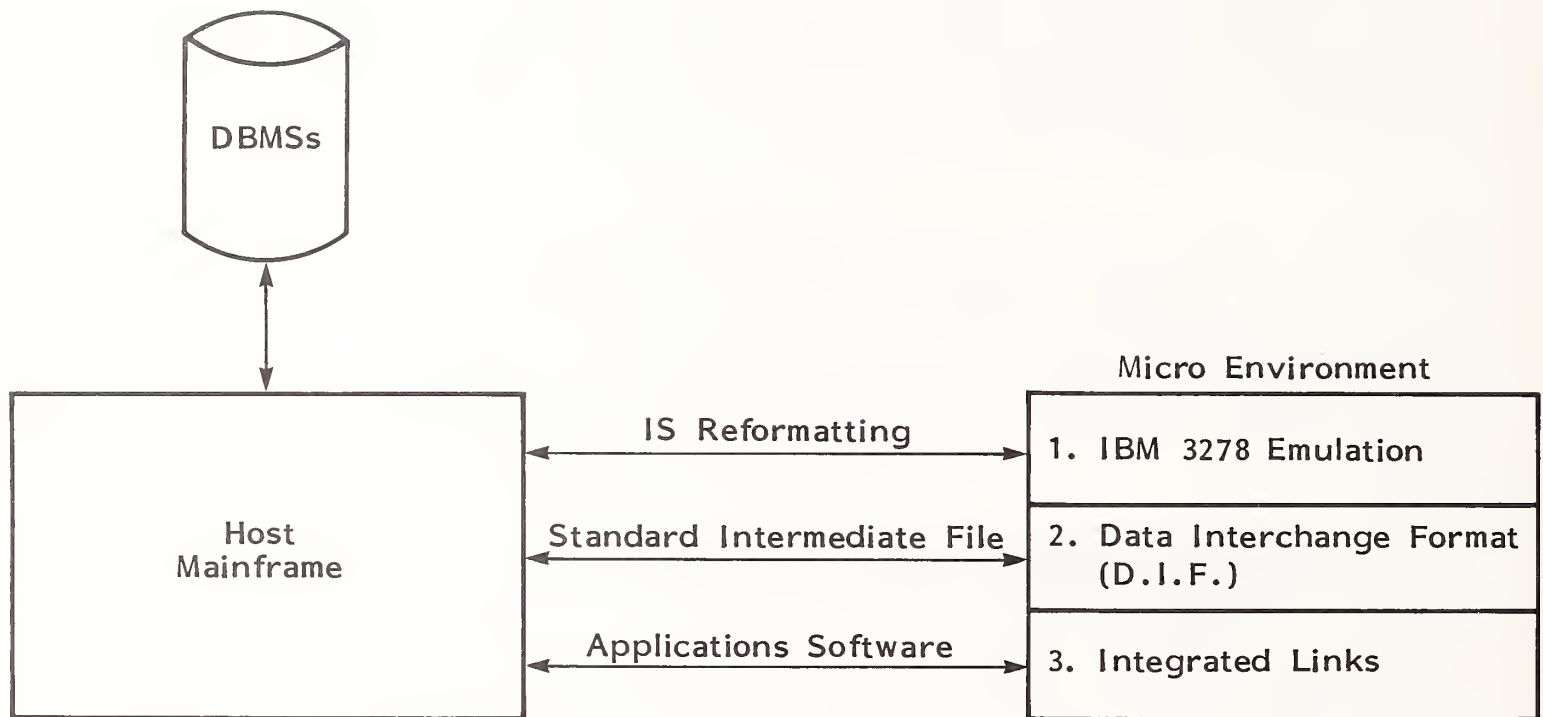 DBMSs
Micro Environment
IS Reformatting
1. IBM 3278 Emulation
Host
Mainframe
Standard Intermediate File
2. Data Interchange Format
(D.I.F.)
Applications Software
3. Integrated Links